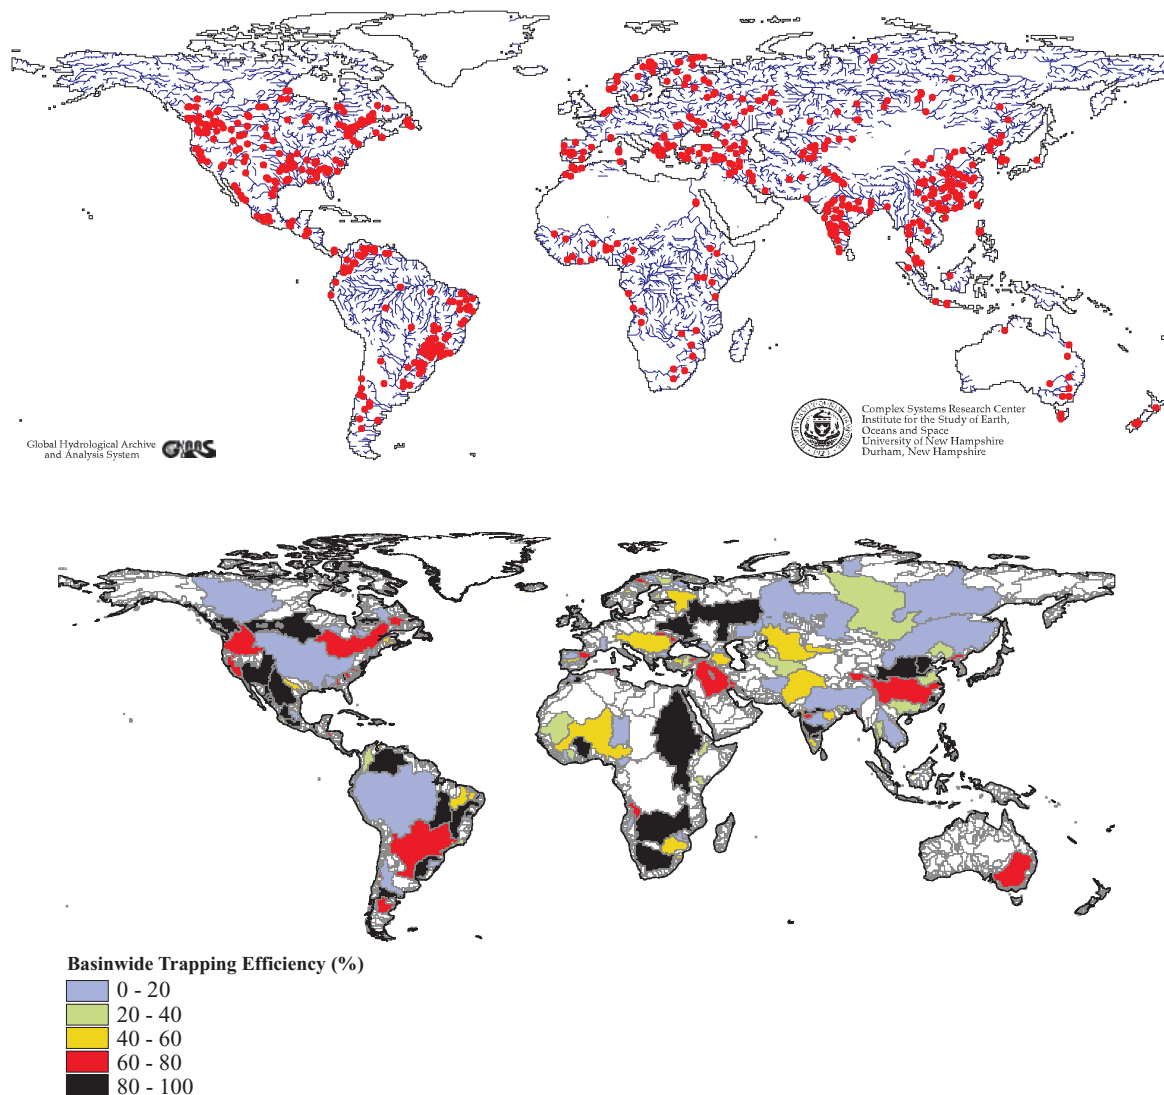 Global Hydrological Archive
and Analysis System
Complex Systems Research Center
Institute for the Study of Earth,
Oceans and Space
University of New Hampshire
Durham, New Hampshire
Basinwide Trapping Efficiency (%)
0 - 20
20 - 40
40 - 60
60 - 80
80 - 100